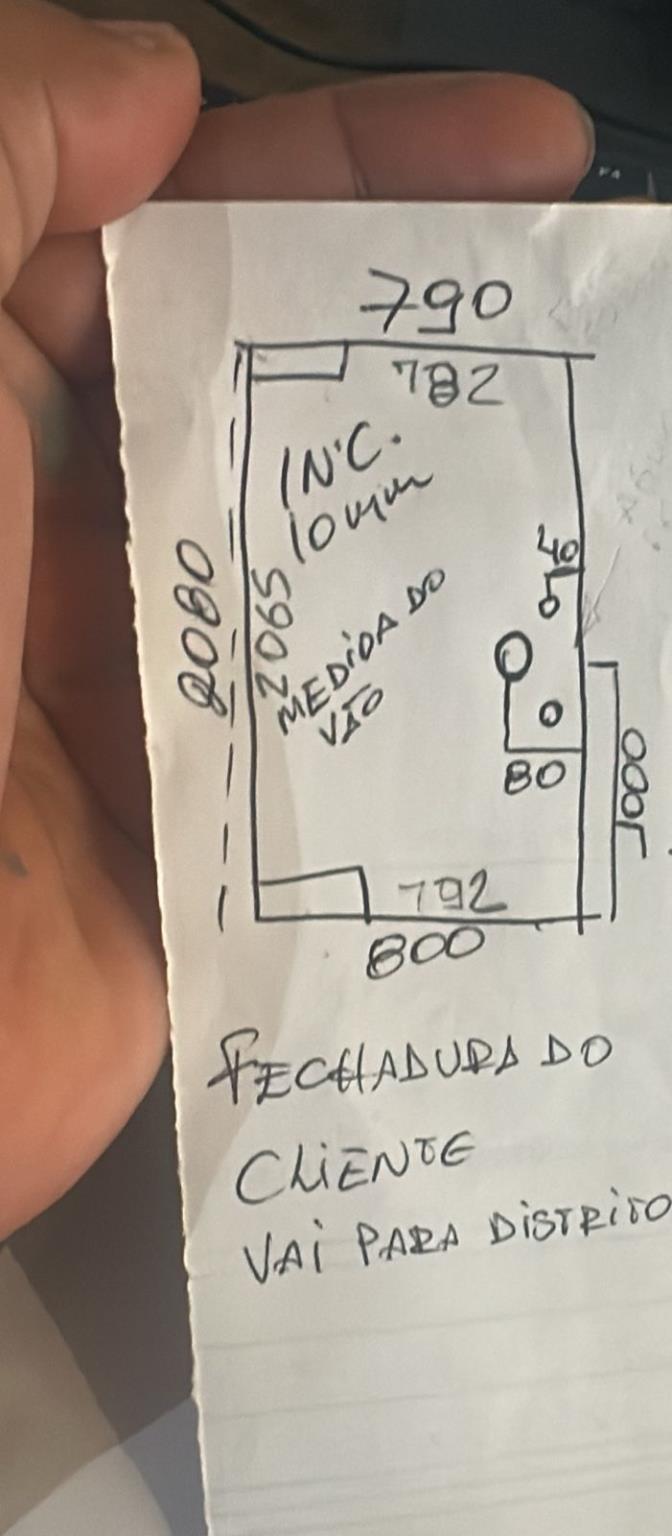 790
782
INC.
10mm
40
2080
2065
MEDIDA DO
VÃO
80
1000
792
800
FECHADURA DO
CLIENTE
VAI PARA DISTRITO